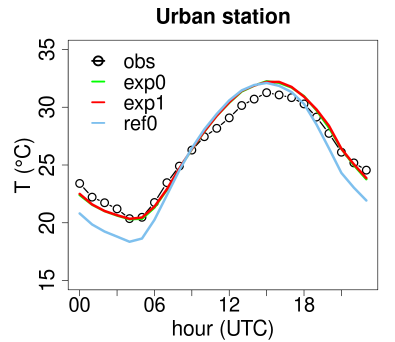 Urban station
obs
exp0
exp1
ref0
T (°C)
35
30
25
20
15
00 06 12 18
hour (UTC)